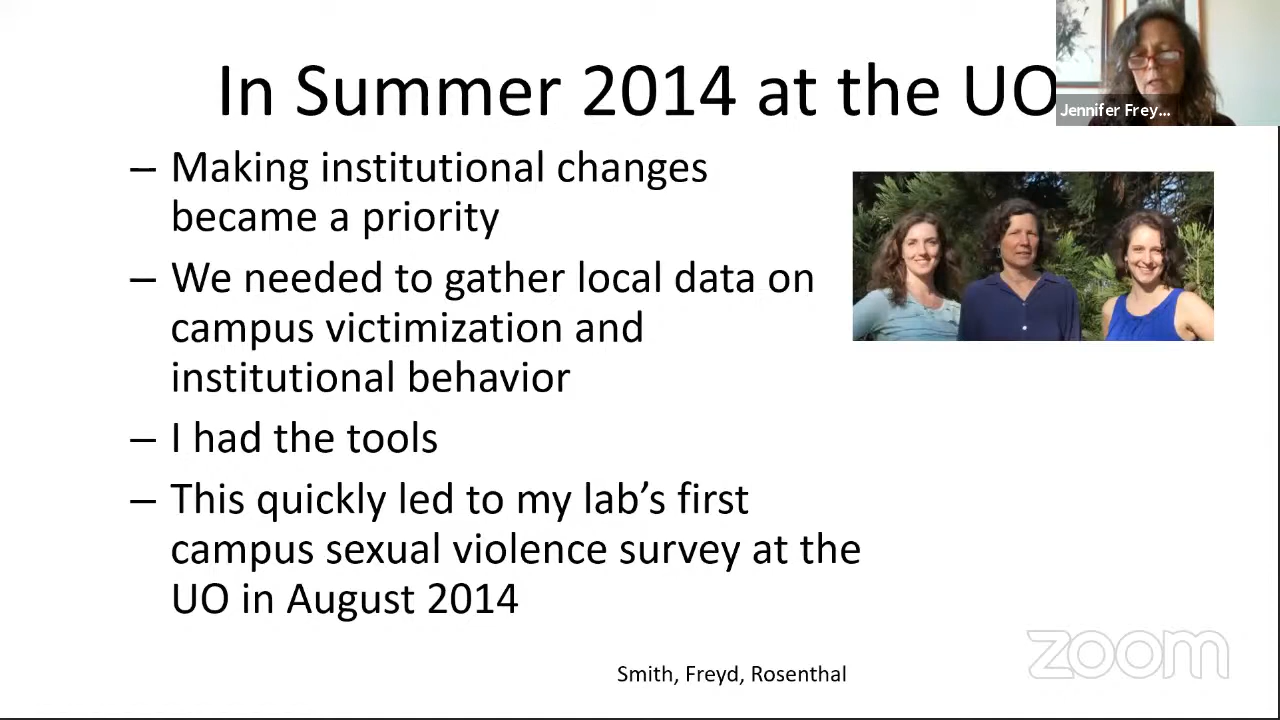 In Summer 2014 at the UO
Jennifer Frey...
– Making institutional changes
became a priority
– We needed to gather local data on
campus victimization and
institutional behavior
– I had the tools
– This quickly led to my lab’s first
campus sexual violence survey at the
UO in August 2014
Smith, Freyd, Rosenthal
zoom